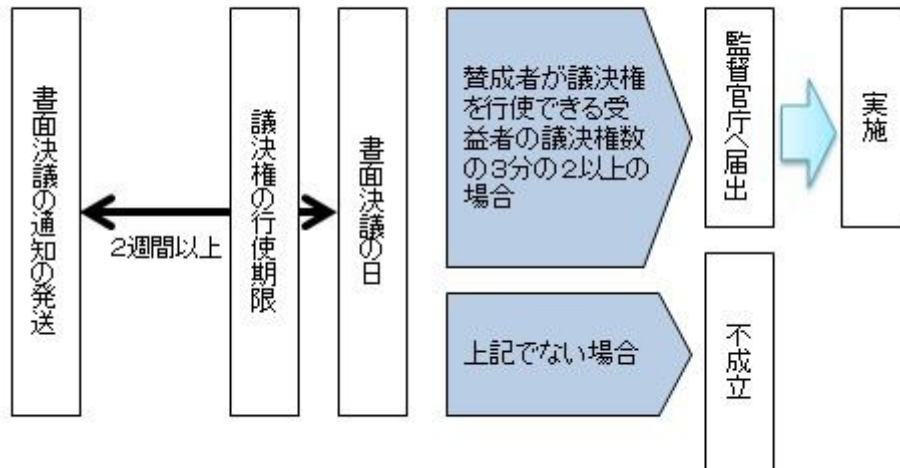 書面決議の通知の発送
2週間以上
議決権の行使期限
書面決議の日
賛成者が議決権
を行使できる受
益者の議決権数
の3分の2以上の
場合
監督官庁へ届出
実施
上記でない場合
不成立